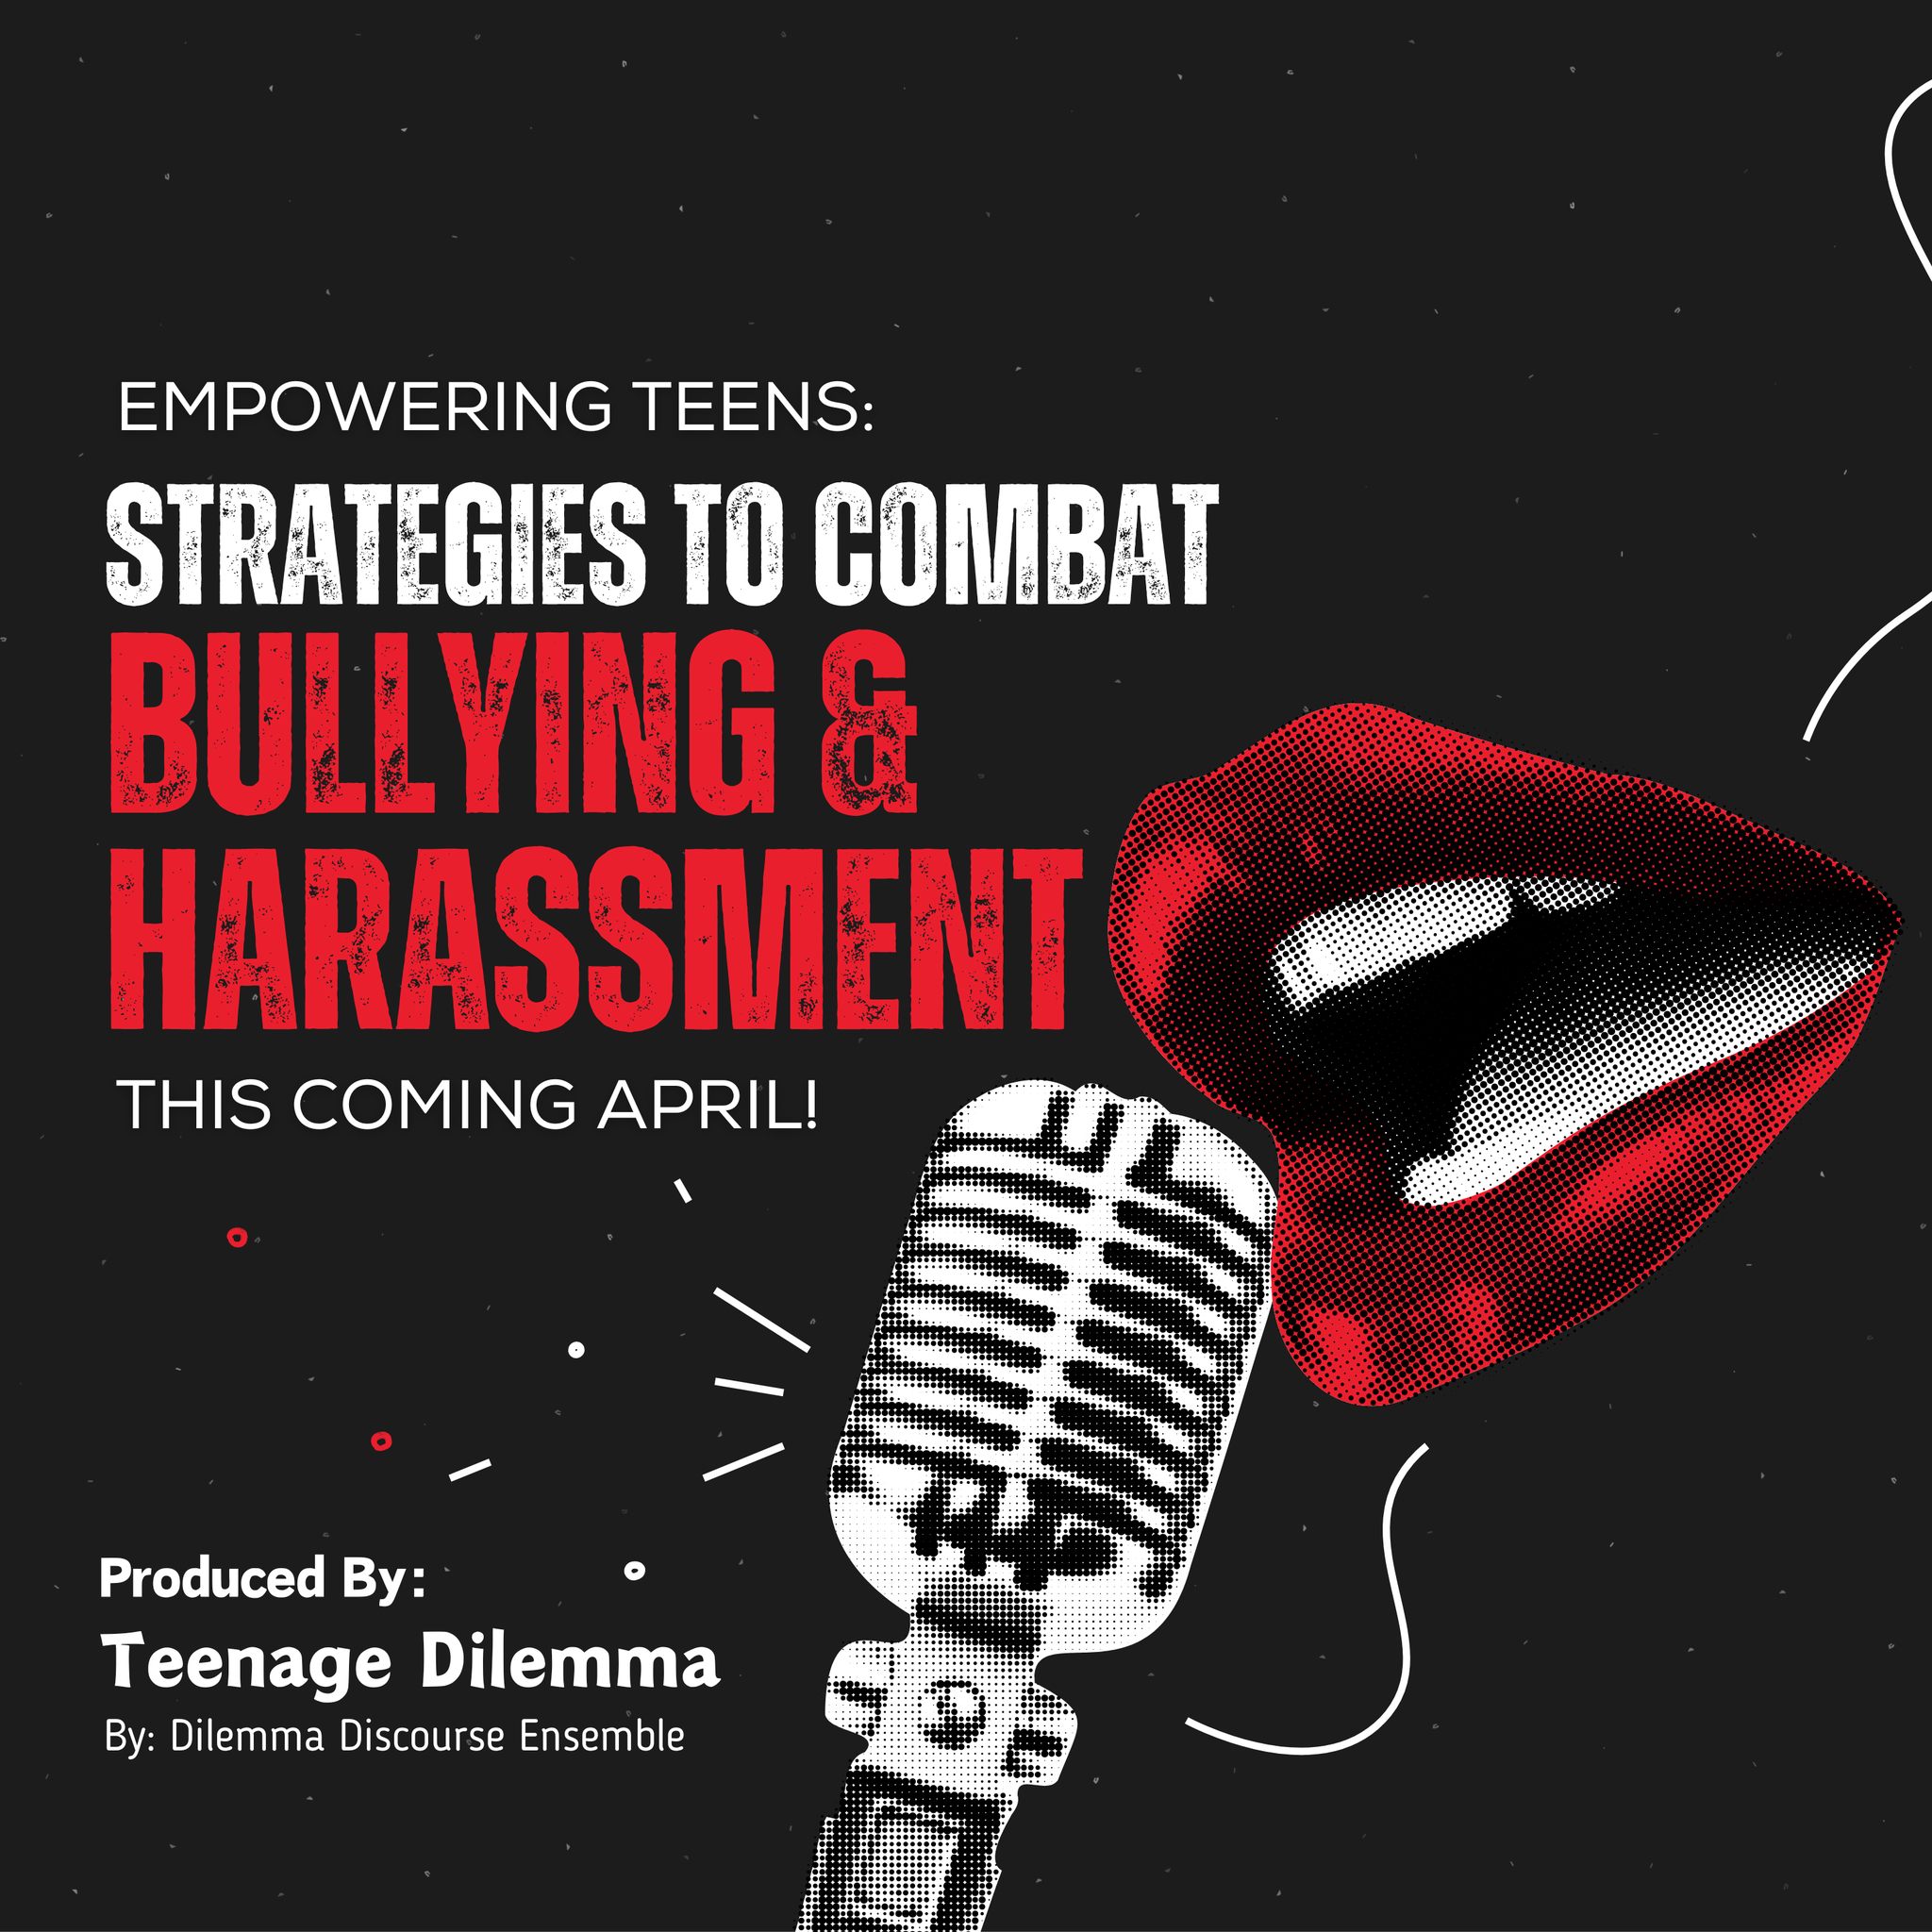 EMPOWERING TEENS:
STRATEGIES TO COMBAT
BULLYING &
HARASSMENT
THIS COMING APRIL!
Produced By:
Teenage Dilemma
By: Dilemma Discourse Ensemble